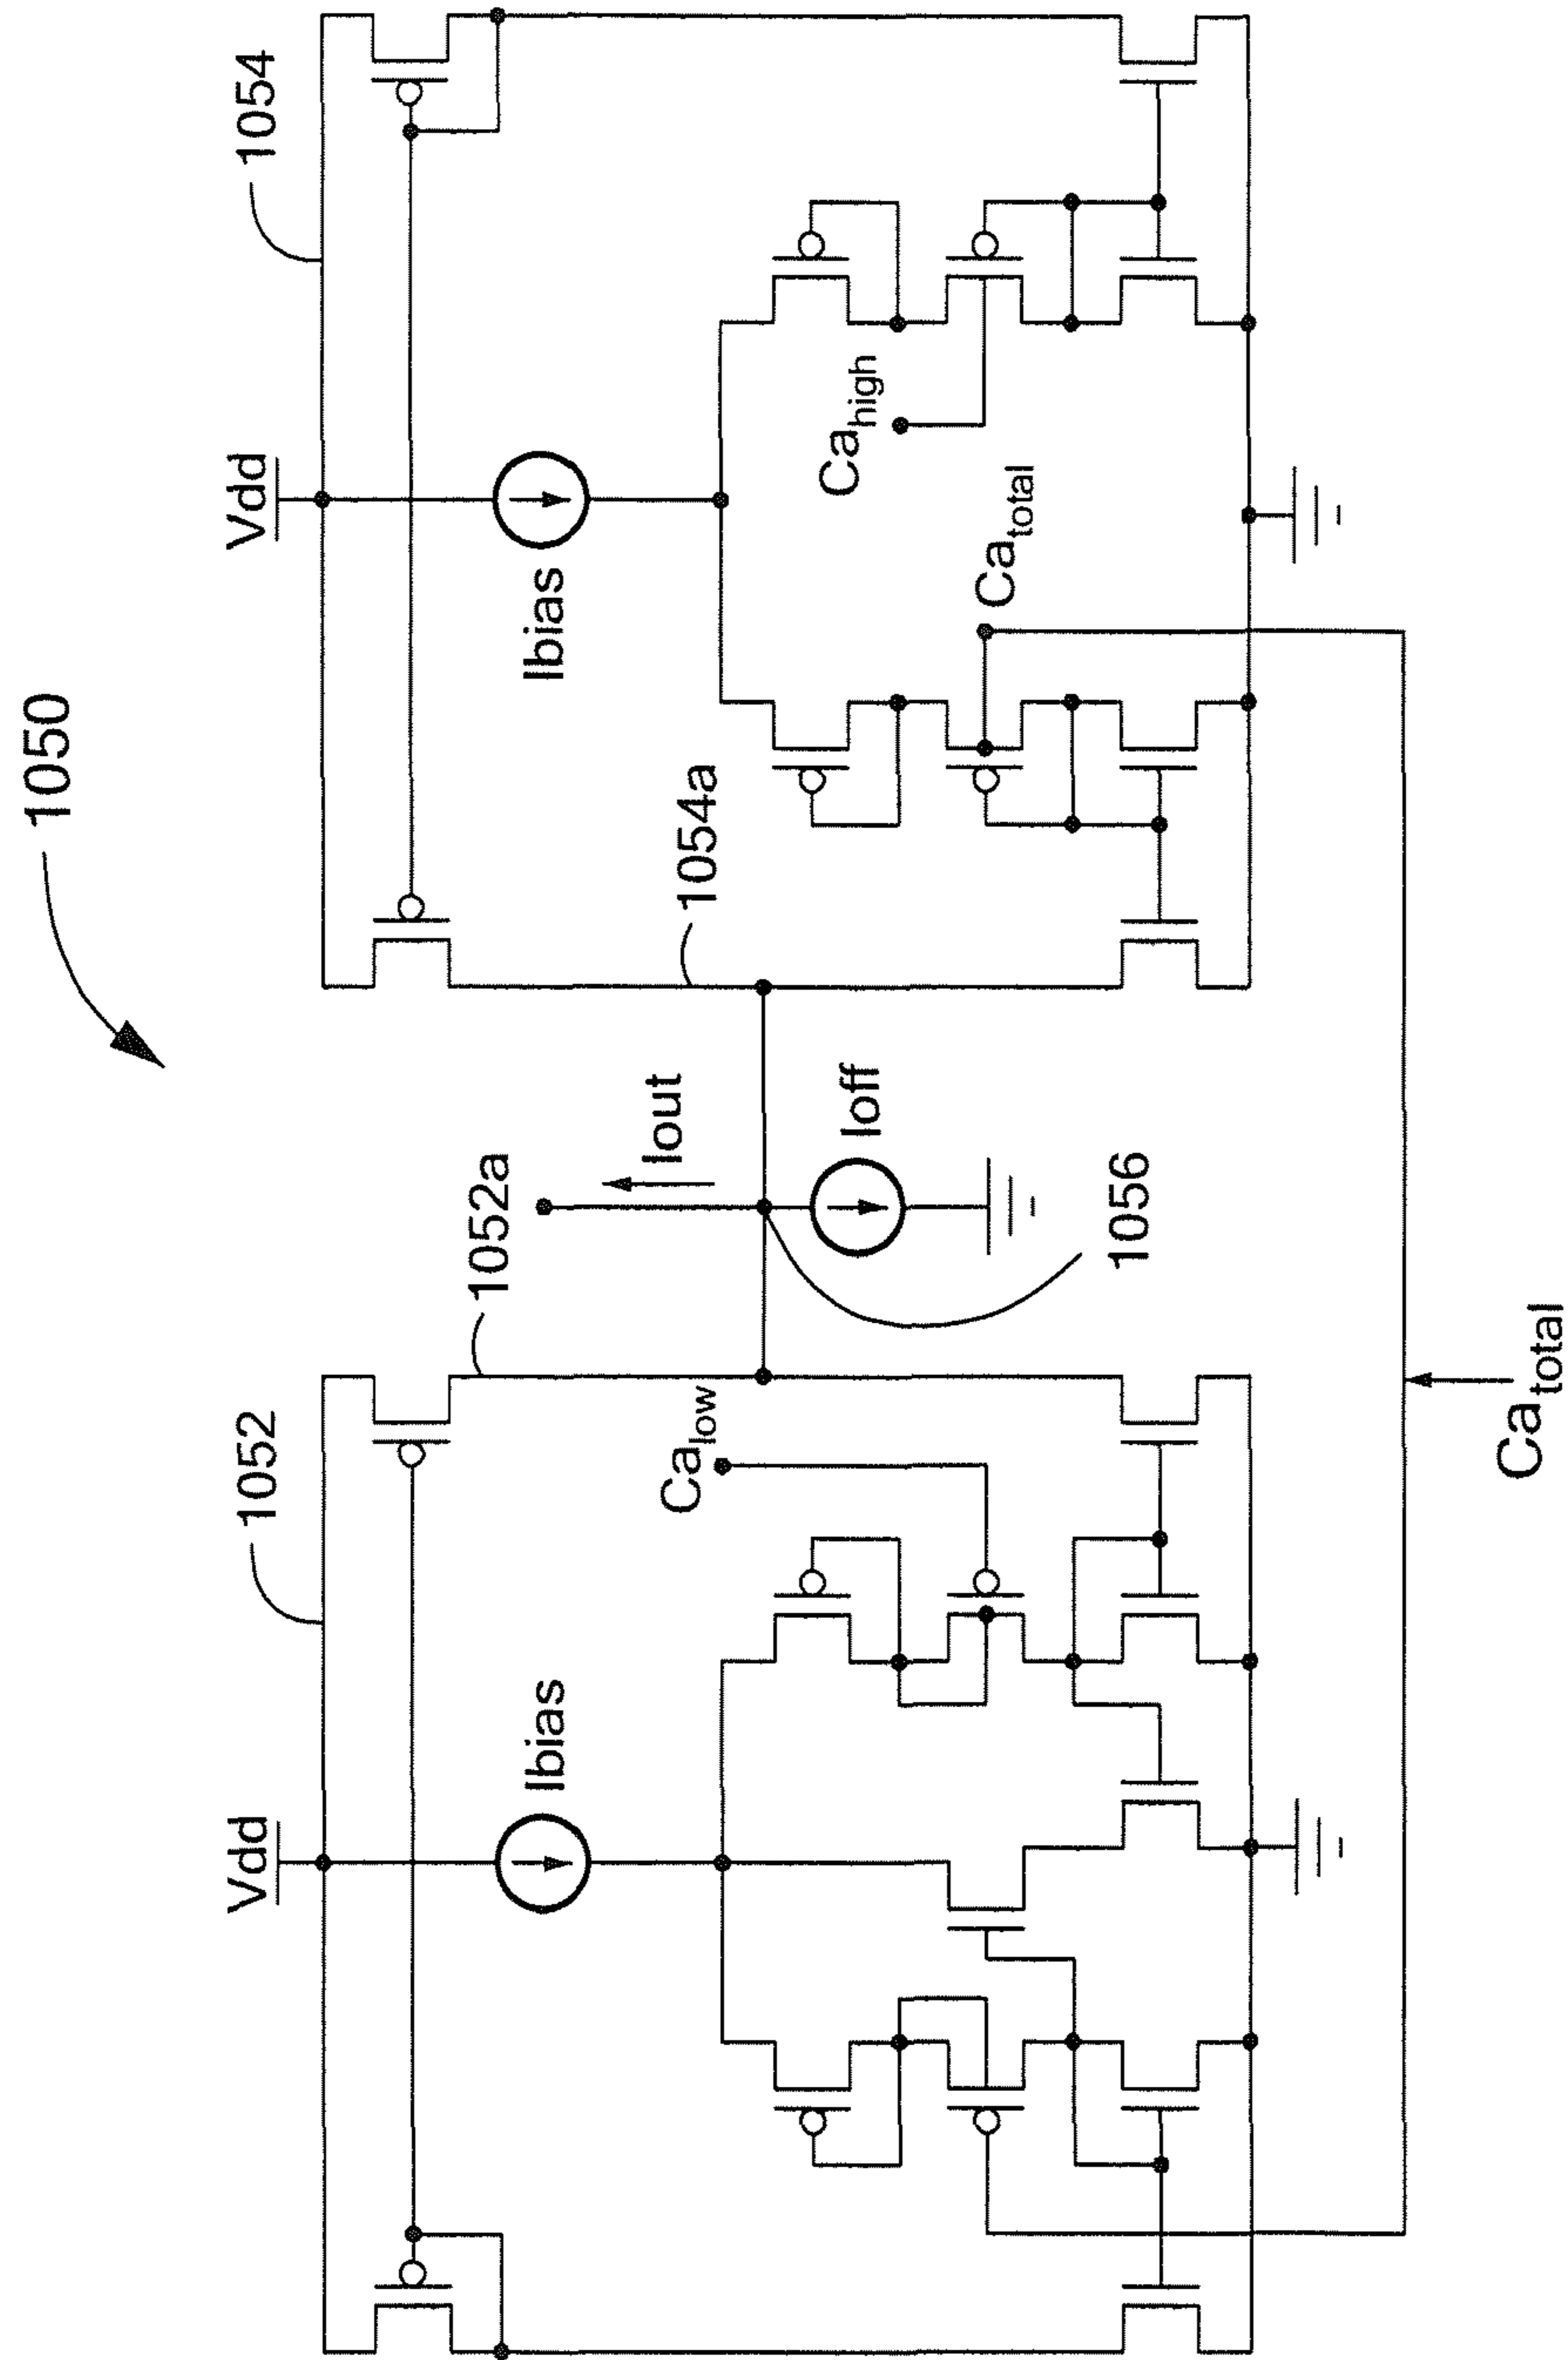 1050
1052
1054
Vdd
Vdd
Ibias
Ibias
1052a
Iout
1054a
Ca_low
Ca_high
Ioff
Ca_total
1056
Ca_total